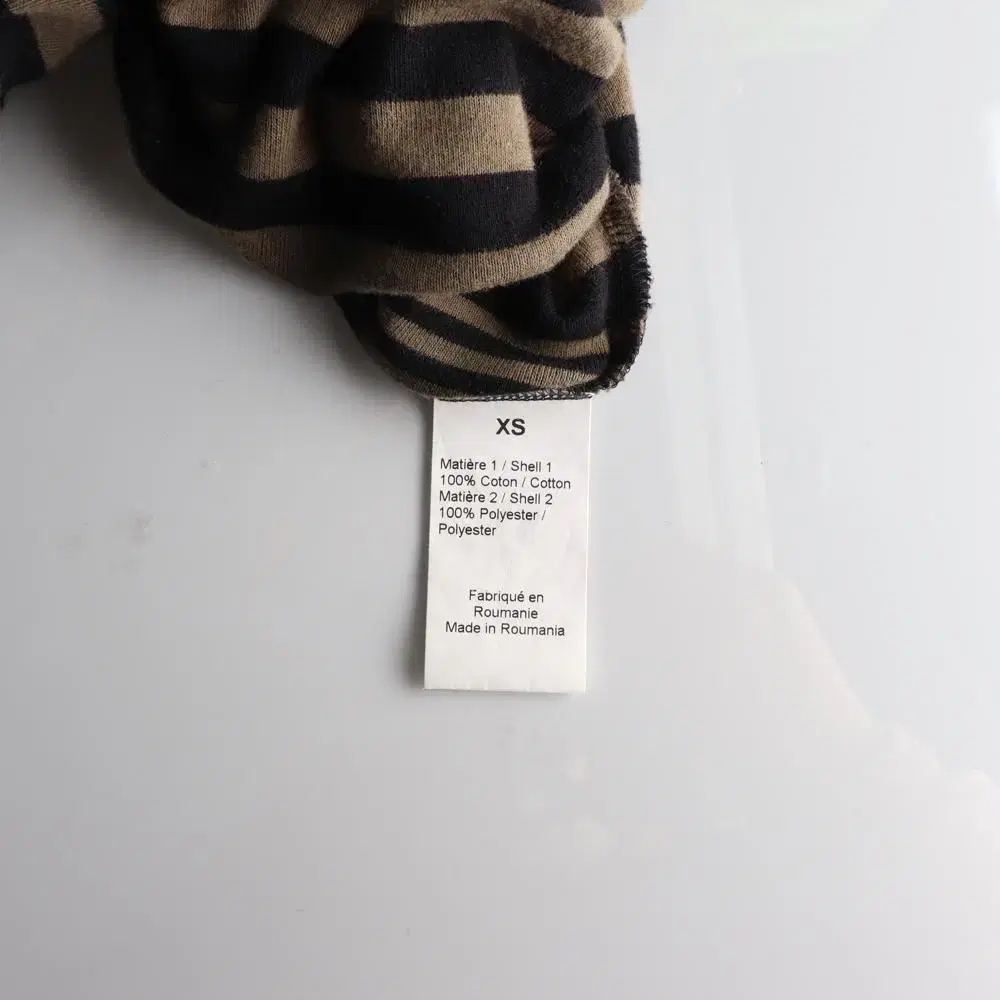 XS
Matière 1 / Shell 1
100% Coton / Cotton
Matière 2 / Shell 2
100% Polyester /
Polyester
Fabriqué en
Roumanie
Made in Roumania